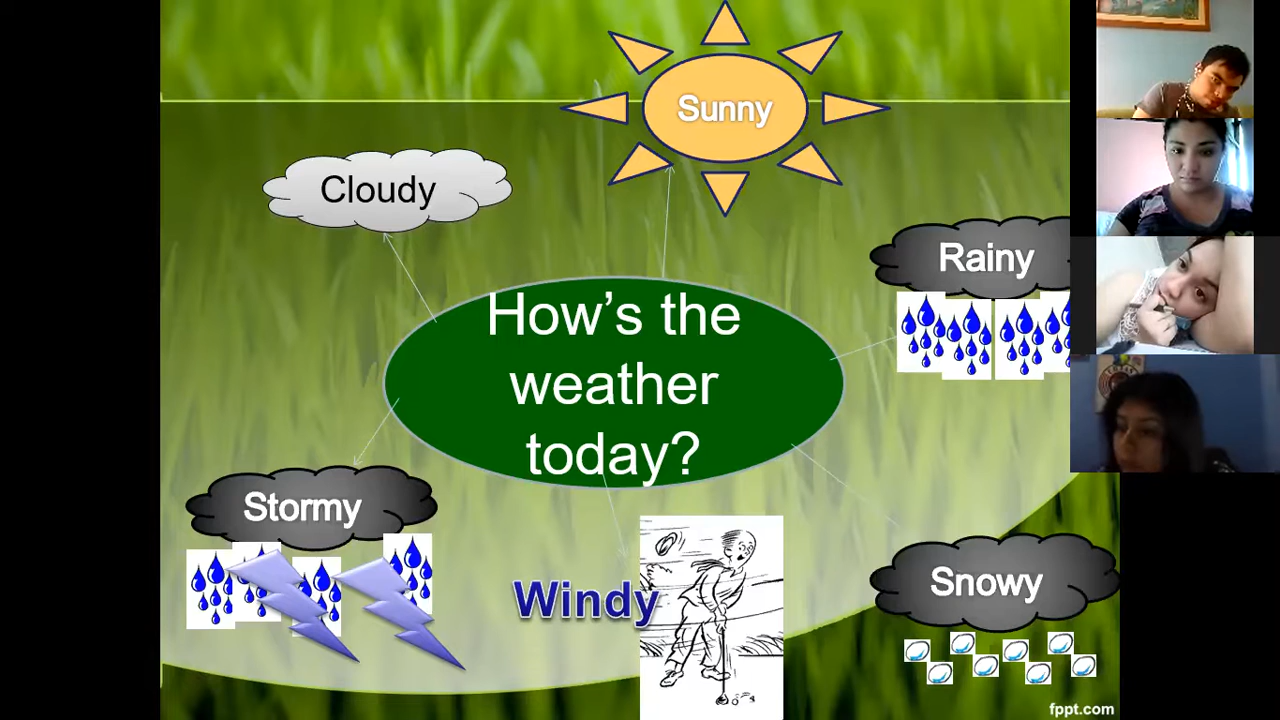 Sunny
Cloudy
Rainy
How's the
weather
today?
Stormy
Windy
Snowy
fppt.com